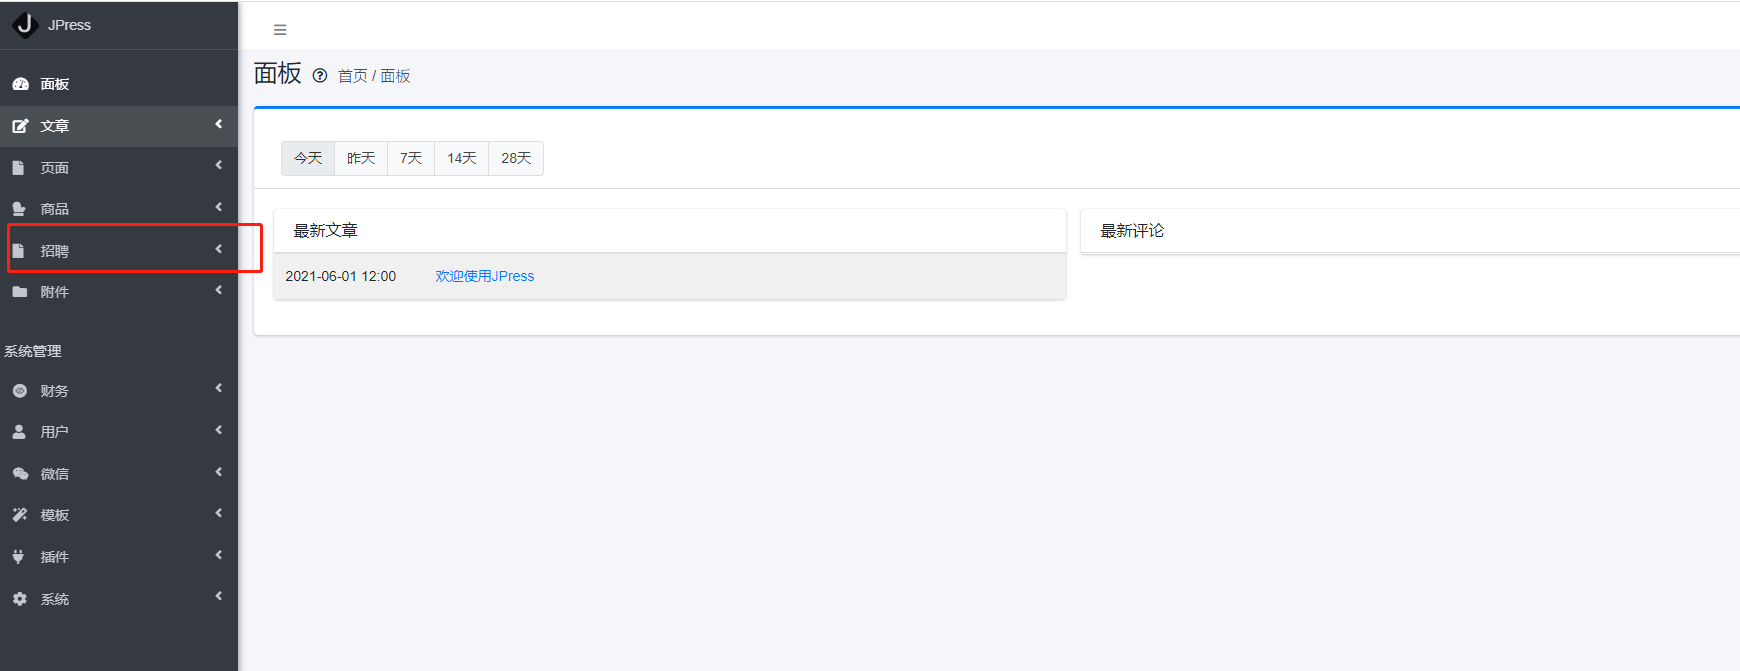 JPress
面板
文章
页面
商品
招聘
附件
系统管理
财务
用户
微信
模板
插件
系统
面板 首页 / 面板
今天 昨天 7天 14天 28天
最新文章
2021-06-01 12:00 欢迎使用JPress
最新评论